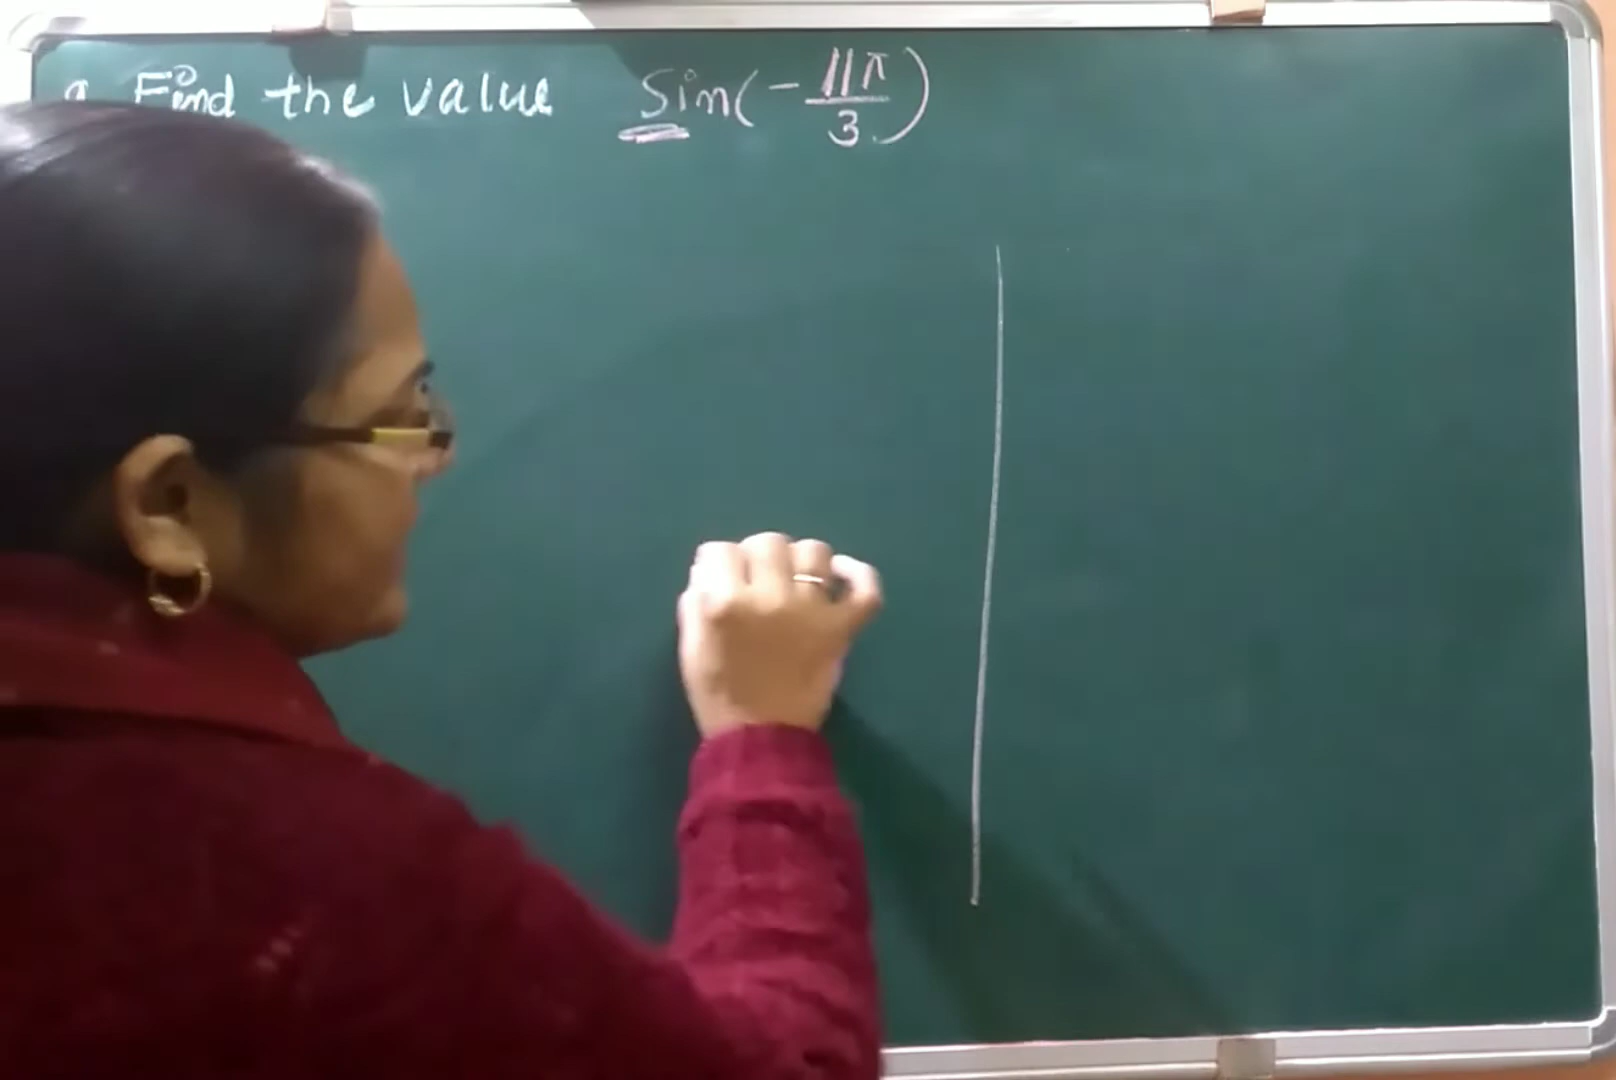 Find the value Sin(-11π/3)